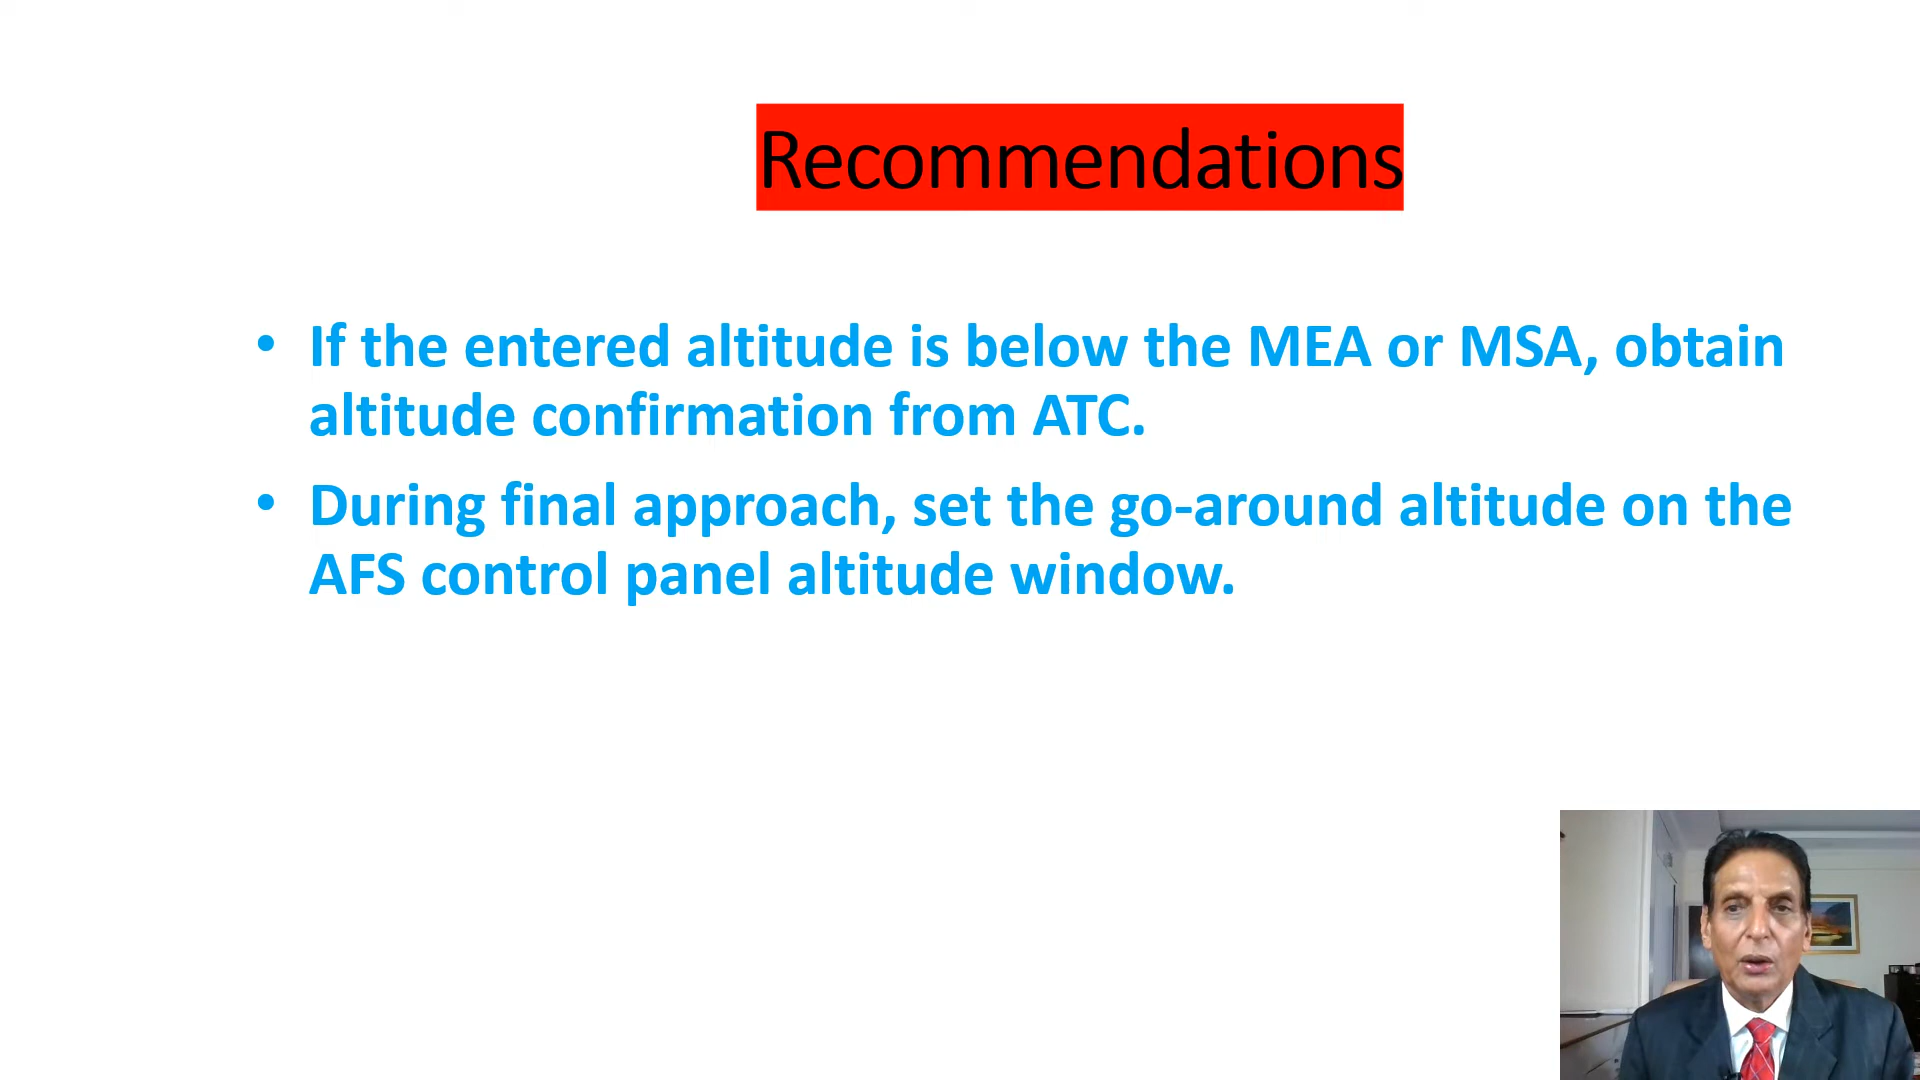 Recommendations
• If the entered altitude is below the MEA or MSA, obtain
altitude confirmation from ATC.
• During final approach, set the go-around altitude on the
AFS control panel altitude window.